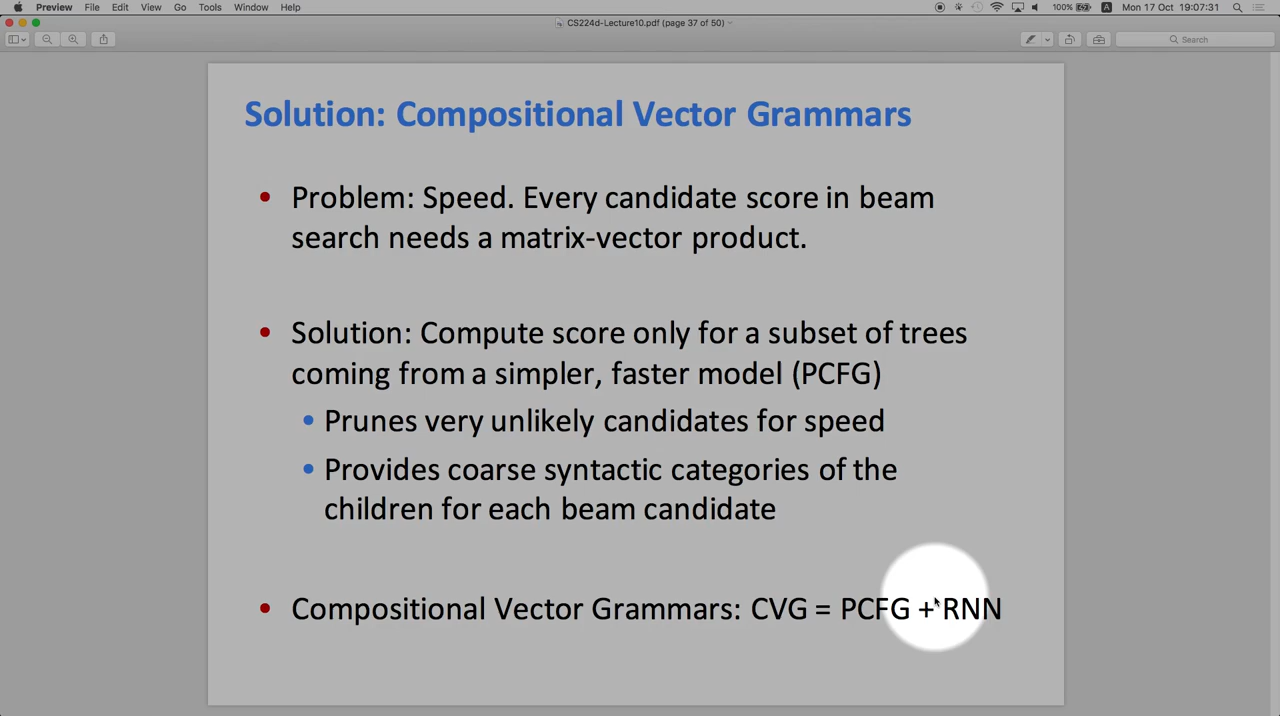 Preview File Edit View Go Tools Window Help 100% A Mon 17 Oct 19:07:31
CS224d-Lecture10.pdf (page 37 of 50)
Search
Solution: Compositional Vector Grammars
• Problem: Speed. Every candidate score in beam
search needs a matrix-vector product.
• Solution: Compute score only for a subset of trees
coming from a simpler, faster model (PCFG)
• Prunes very unlikely candidates for speed
• Provides coarse syntactic categories of the
children for each beam candidate
• Compositional Vector Grammars: CVG = PCFG + RNN